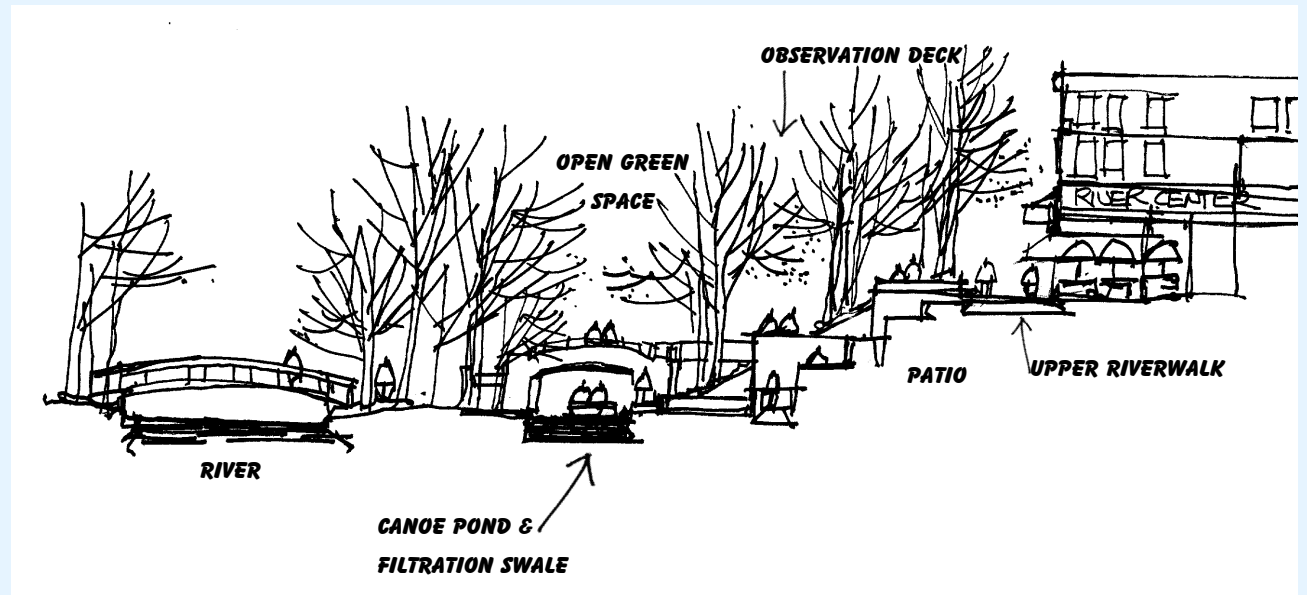 OBSERVATION DECK
OPEN GREEN
SPACE
RIVER CENTER
PATIO
UPPER RIVERWALK
RIVER
CANOE POND &
FILTRATION SWALE